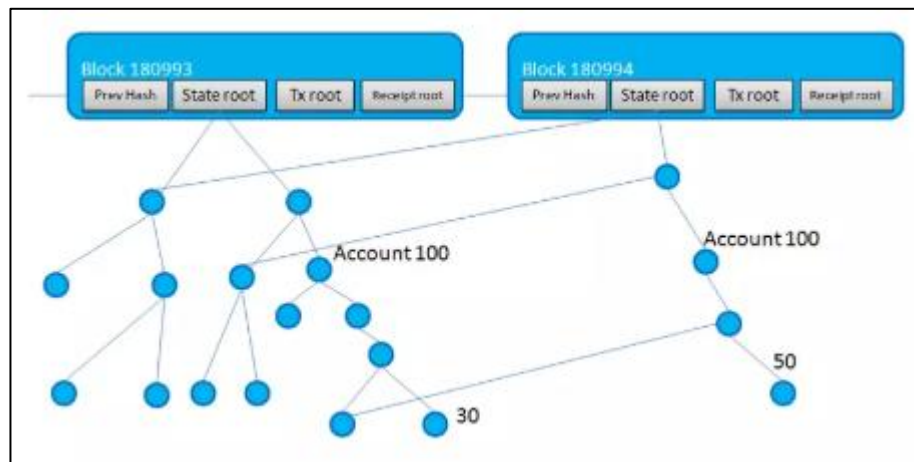 Block 180993
Prev Hash State root Tx root Receipt root
Block 180994
Prev Hash State root Tx root Receipt root
Account 100
Account 100
50
30